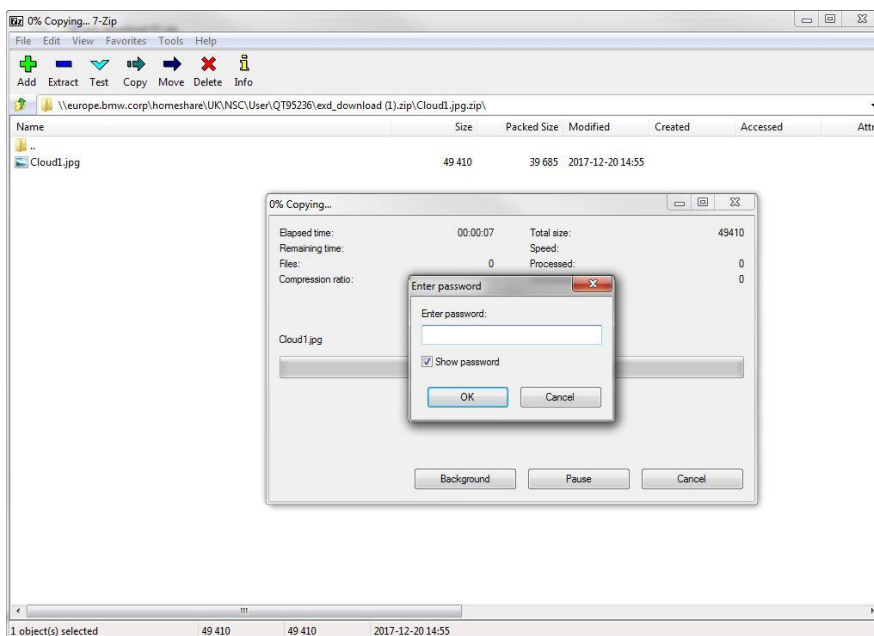 7z 0% Copying... 7-Zip
File Edit View Favorites Tools Help
Add Extract Test Copy Move Delete Info
\\europe.bmw.corp\homeshare\UK\NSC\User\QT95236\exd_download (1).zip\Cloud1.jpg.zip\
Name Size Packed Size Modified Created Accessed Attr
..
Cloud1.jpg 49 410 39 685 2017-12-20 14:55
0% Copying...
Elapsed time: 00:00:07 Total size: 49410
Remaining time: Speed:
Files: 0 Processed: 0
Compression ratio: 0
Enter password
Enter password:
Cloud1.jpg
Show password
OK Cancel
Background Pause Cancel
1 object(s) selected 49 410 49 410 2017-12-20 14:55